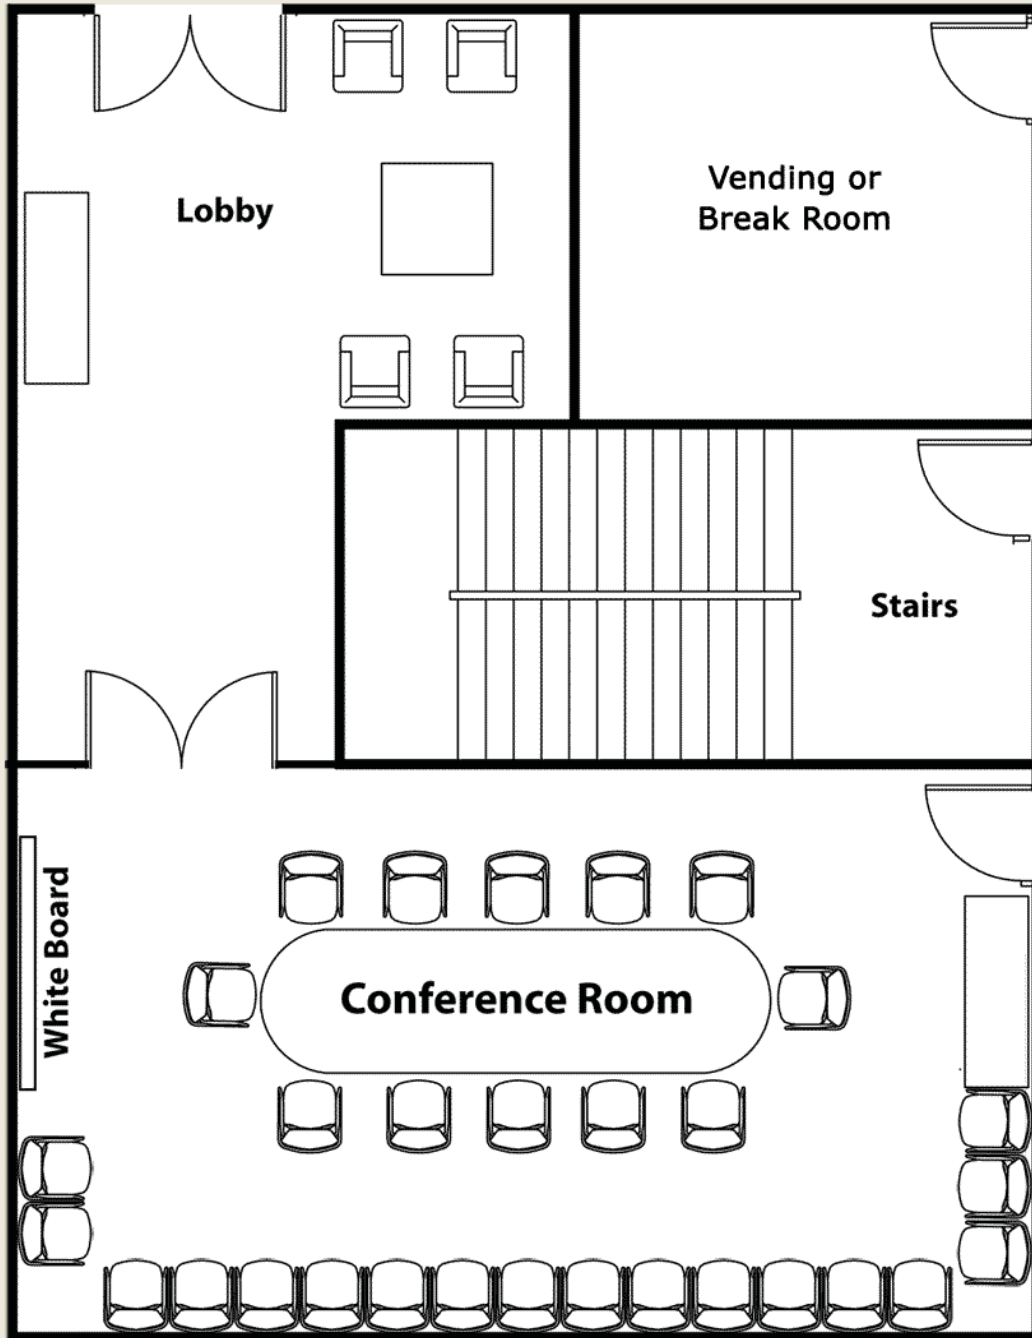 Lobby
Vending or
Break Room
Stairs
White Board
Conference Room